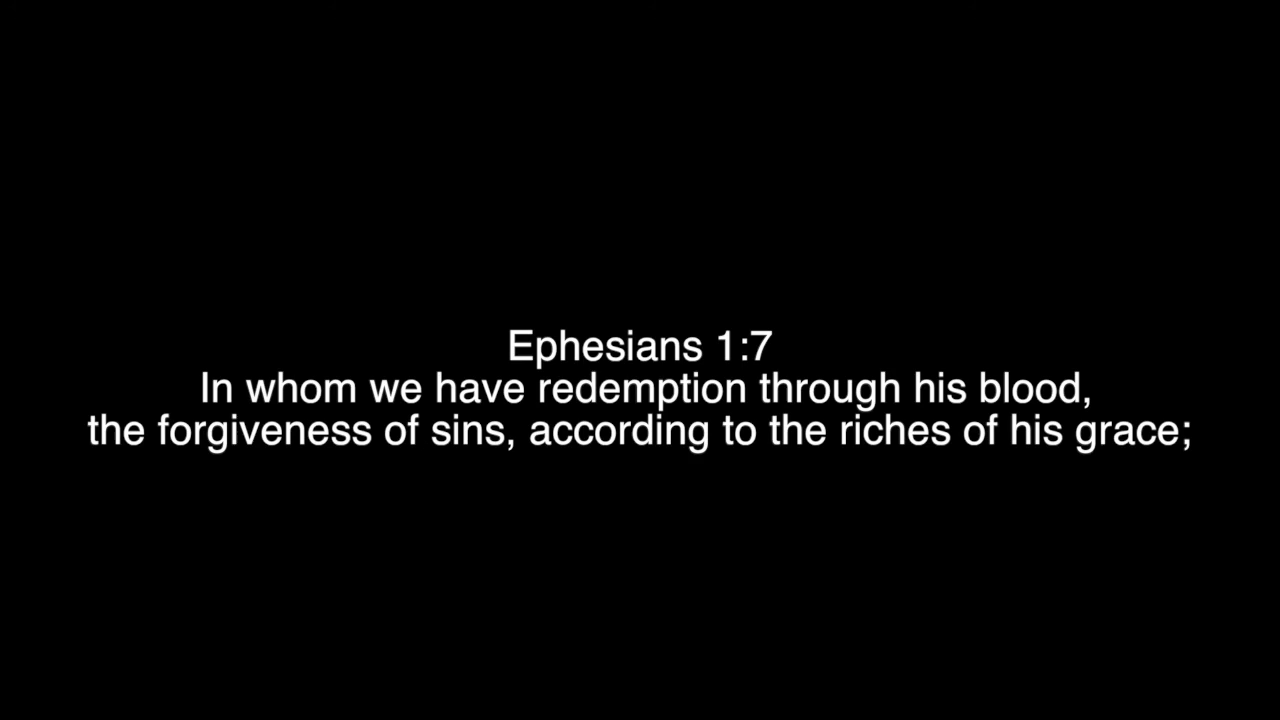 Ephesians 1:7
In whom we have redemption through his blood,
the forgiveness of sins, according to the riches of his grace;